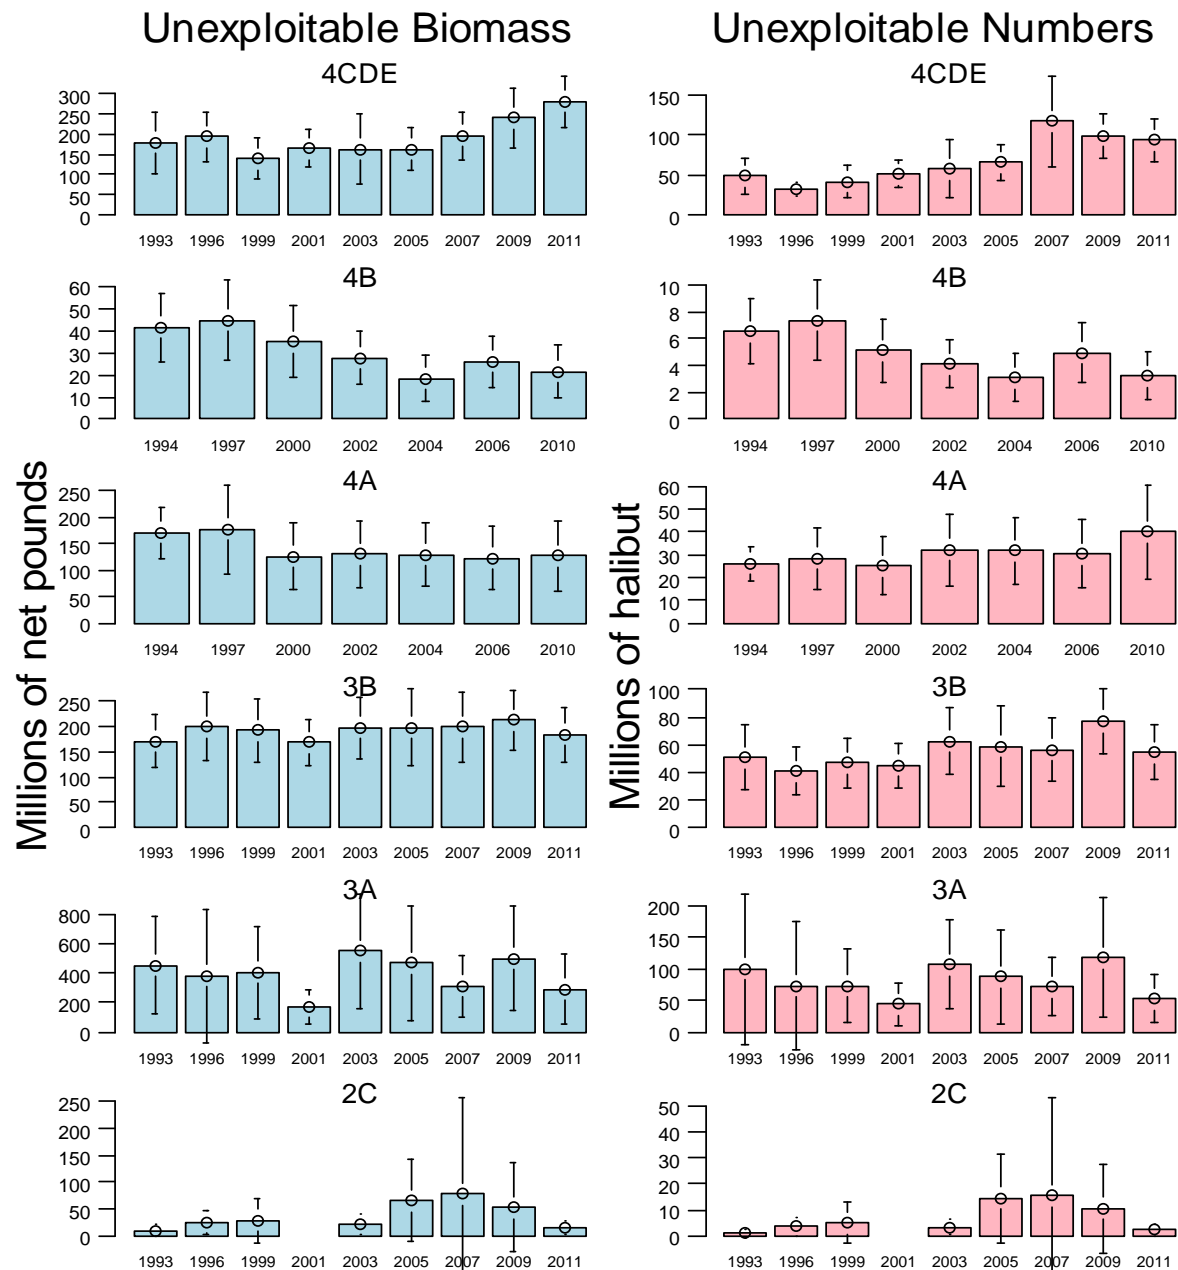 Unexploitable Biomass
Unexploitable Numbers
Millions of net pounds
Millions of halibut
4CDE
300
250
200
150
100
50
0
1993 1996 1999 2001 2003 2005 2007 2009 2011
4CDE
150
100
50
0
1993 1996 1999 2001 2003 2005 2007 2009 2011
4B
60
50
40
30
20
10
0
1994 1997 2000 2002 2004 2006 2010
4B
10
8
6
4
2
0
1994 1997 2000 2002 2004 2006 2010
4A
250
200
150
100
50
0
1994 1997 2000 2002 2004 2006 2010
4A
60
50
40
30
20
10
0
1994 1997 2000 2002 2004 2006 2010
3B
250
200
150
100
50
0
1993 1996 1999 2001 2003 2005 2007 2009 2011
3B
100
80
60
40
20
0
1993 1996 1999 2001 2003 2005 2007 2009 2011
3A
800
600
400
200
0
1993 1996 1999 2001 2003 2005 2007 2009 2011
3A
200
150
100
50
0
1993 1996 1999 2001 2003 2005 2007 2009 2011
2C
250
200
150
100
50
0
1993 1996 1999 2001 2003 2005 2007 2009 2011
2C
50
40
30
20
10
0
1993 1996 1999 2001 2003 2005 2007 2009 2011